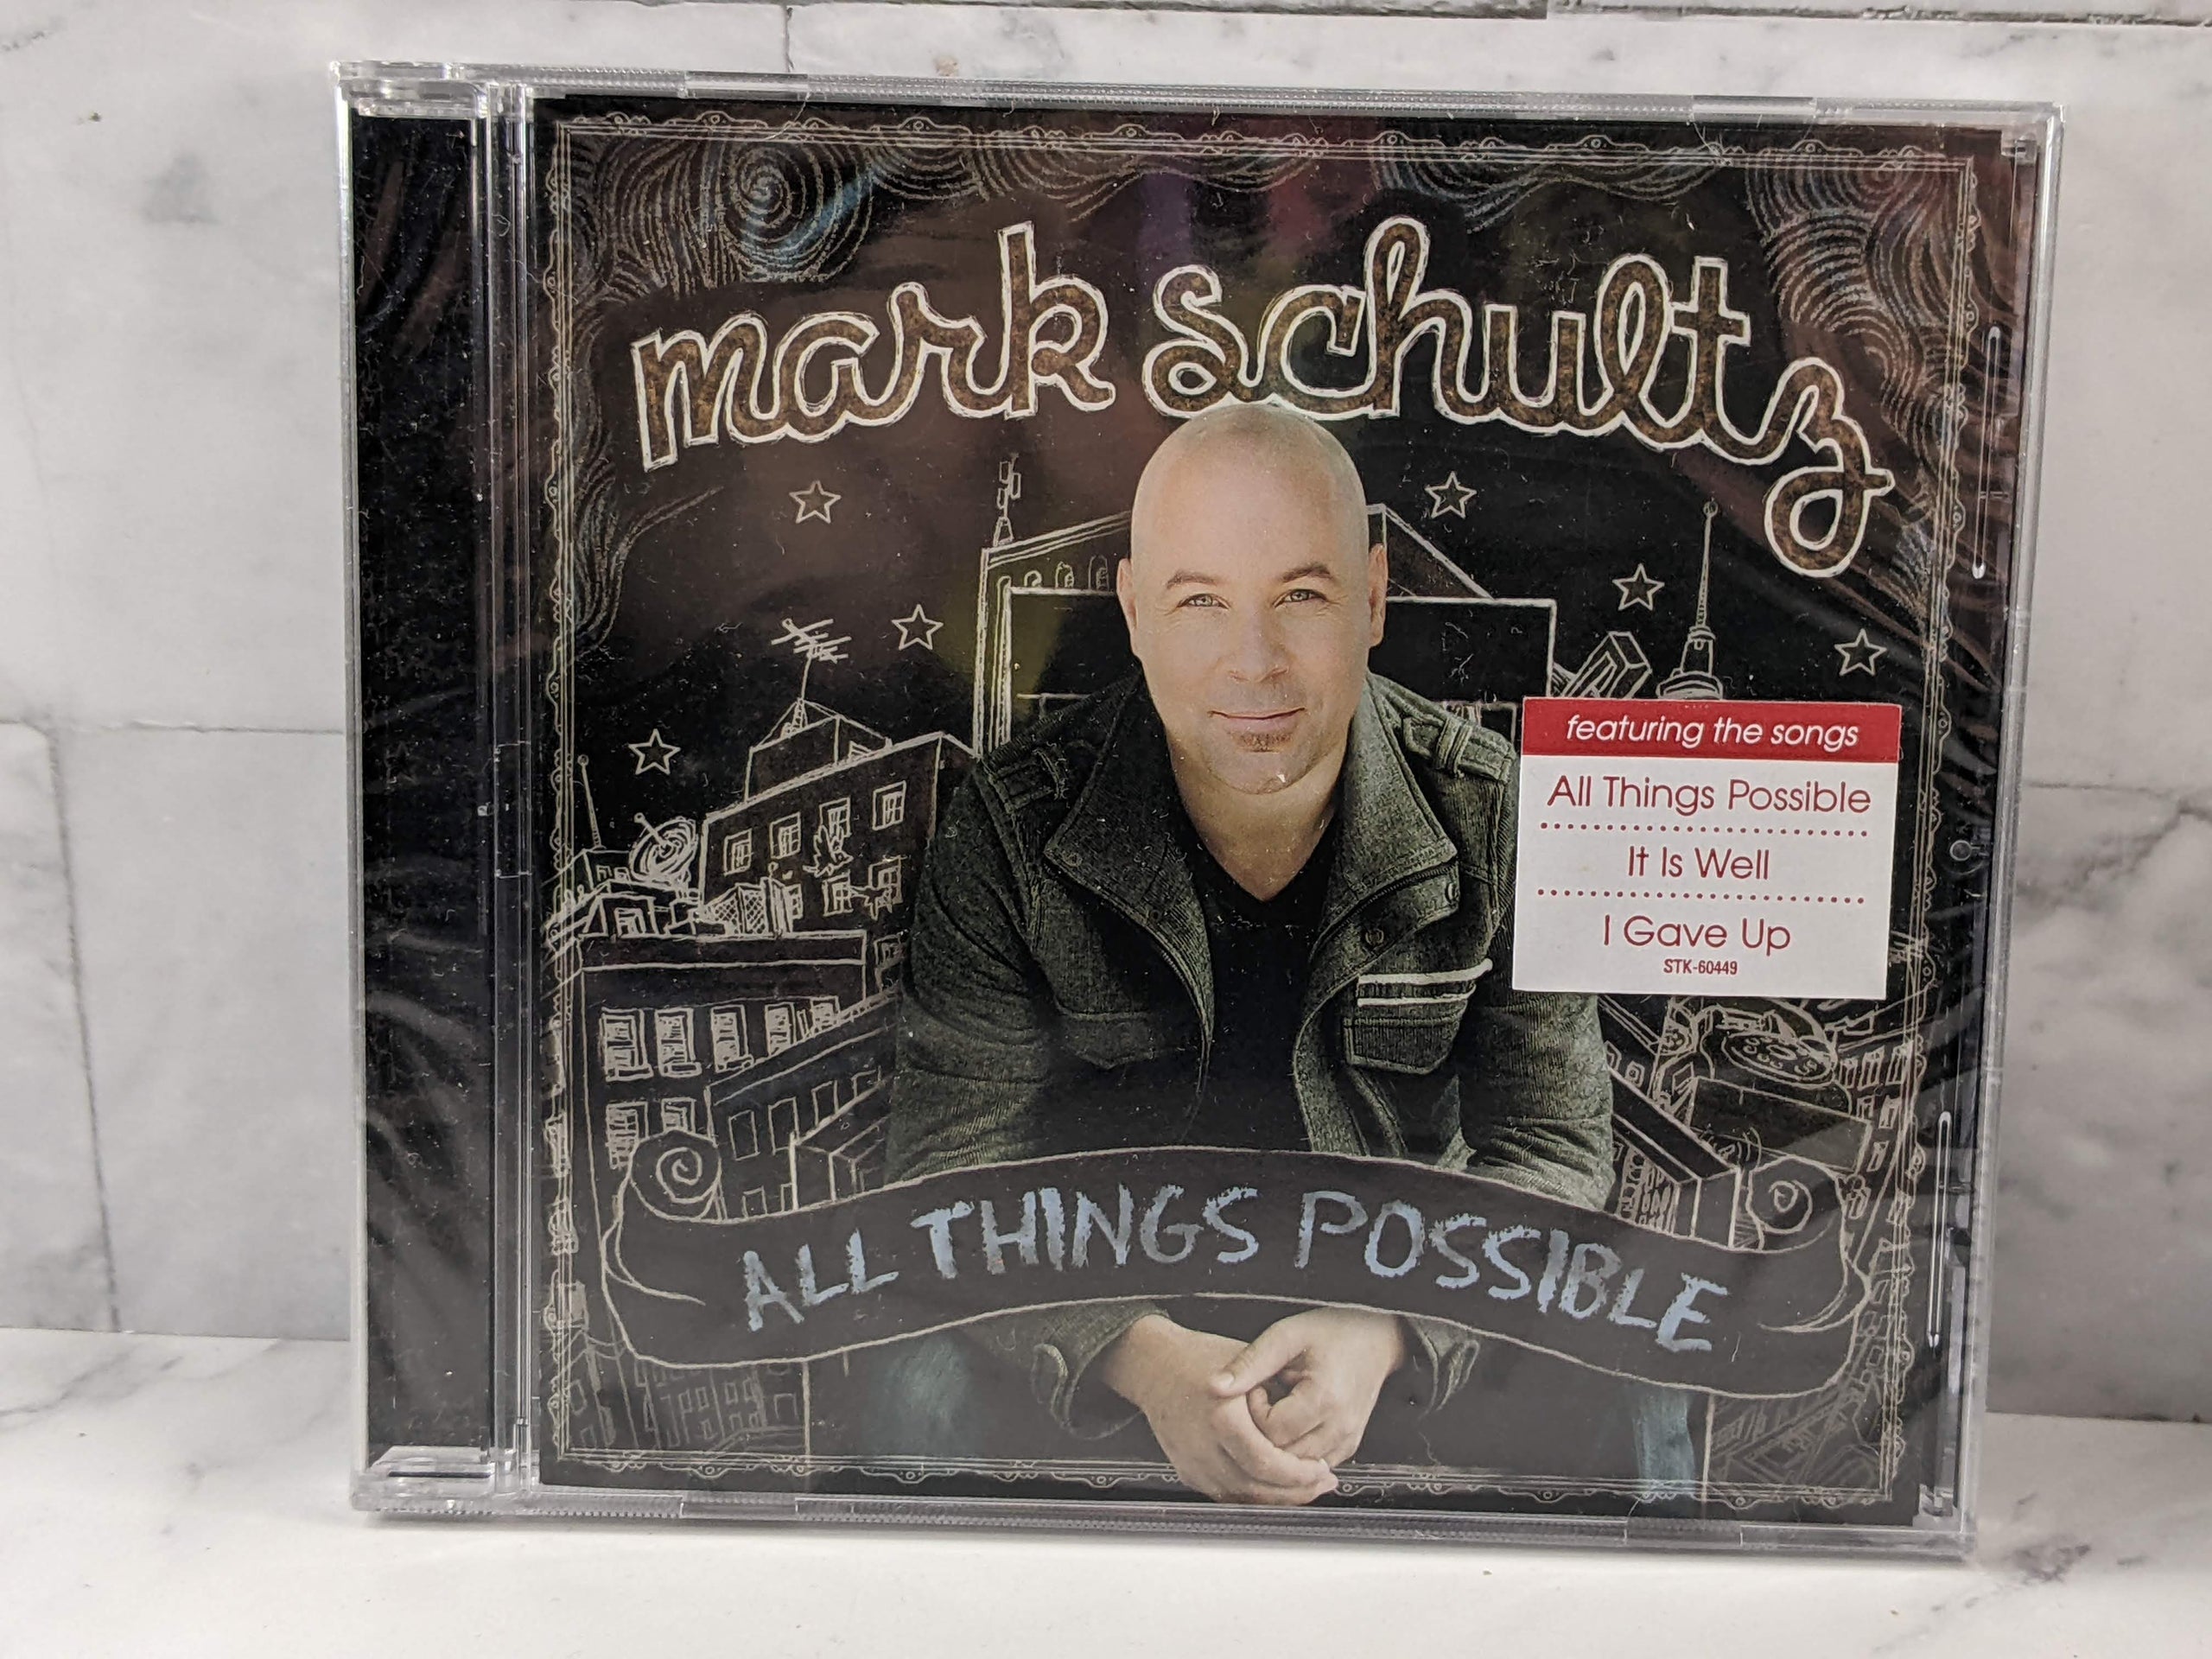 mark schultz
featuring the songs
All Things Possible
It Is Well
I Gave Up
STK-60449
ALL THINGS POSSIBLE